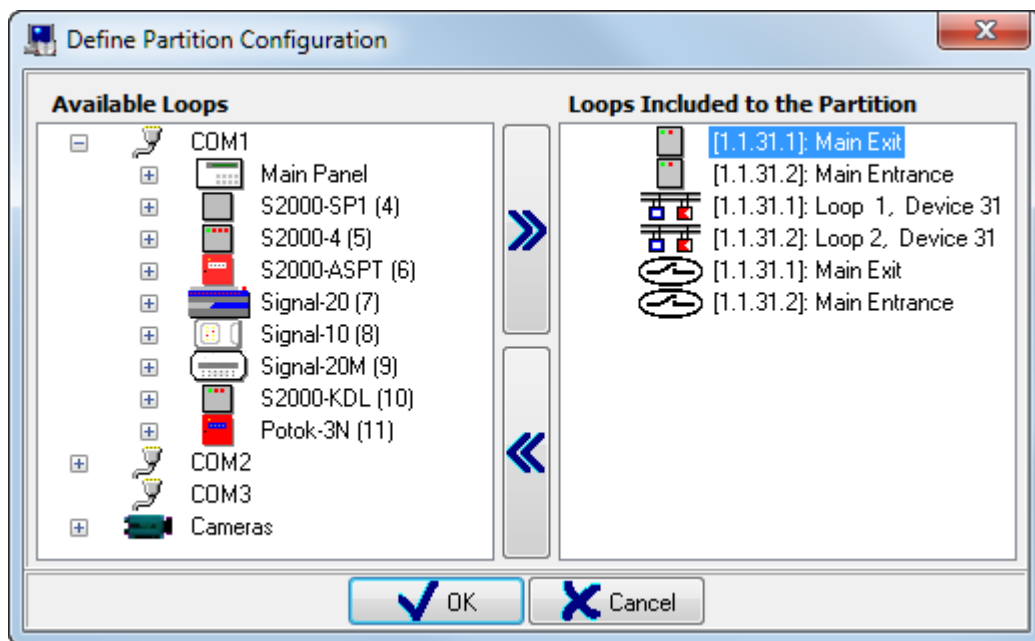 Define Partition Configuration
Available Loops
COM1
Main Panel
S2000-SP1 (4)
S2000-4 (5)
S2000-ASPT (6)
Signal-20 (7)
Signal-10 (8)
Signal-20M (9)
S2000-KDL (10)
Potok-3N (11)
COM2
COM3
Cameras
Loops Included to the Partition
[1.1.31.1]: Main Exit
[1.1.31.2]: Main Entrance
[1.1.31.1]: Loop 1, Device 31
[1.1.31.2]: Loop 2, Device 31
[1.1.31.1]: Main Exit
[1.1.31.2]: Main Entrance
OK
Cancel